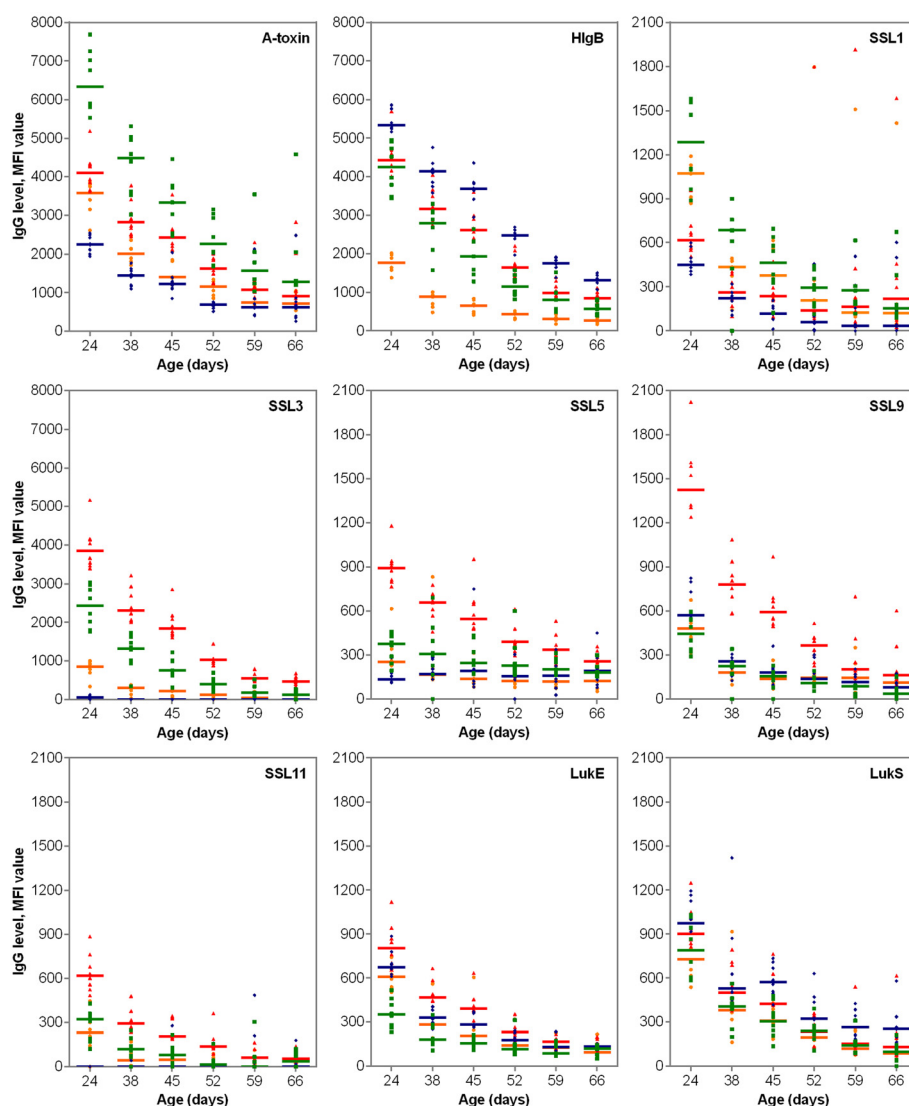 A-toxin
IgG level, MFI value
8000
7000
6000
5000
4000
3000
2000
1000
0
24 38 45 52 59 66
Age (days)
HlgB
8000
7000
6000
5000
4000
3000
2000
1000
0
24 38 45 52 59 66
Age (days)
SSL1
2100
1800
1500
1200
900
600
300
0
24 38 45 52 59 66
Age (days)
SSL3
IgG level, MFI value
8000
7000
6000
5000
4000
3000
2000
1000
0
24 38 45 52 59 66
Age (days)
SSL5
2100
1800
1500
1200
900
600
300
0
24 38 45 52 59 66
Age (days)
SSL9
2100
1800
1500
1200
900
600
300
0
24 38 45 52 59 66
Age (days)
SSL11
IgG level, MFI value
2100
1800
1500
1200
900
600
300
0
24 38 45 52 59 66
Age (days)
LukE
2100
1800
1500
1200
900
600
300
0
24 38 45 52 59 66
Age (days)
LukS
2100
1800
1500
1200
900
600
300
0
24 38 45 52 59 66
Age (days)